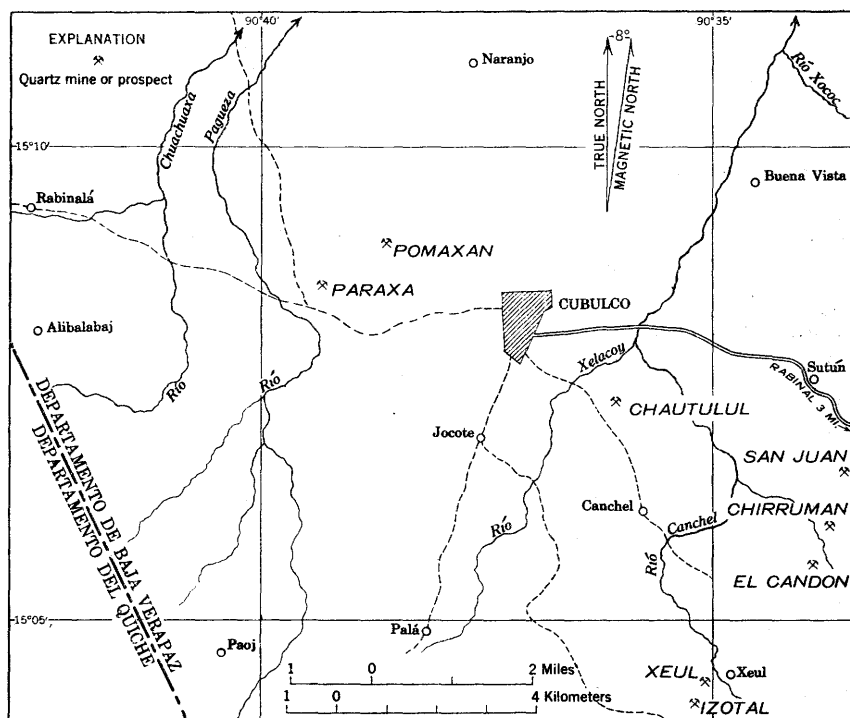 90°40'
90°35'
EXPLANATION
Quartz mine or prospect
Naranjo
8°
TRUE NORTH
MAGNETIC NORTH
Río Xococ
Chuachuaxa
Pagueza
15°10'
Buena Vista
Rabinalá
POMAXAN
PARAXA
CUBULCO
Alibalabaj
Xelacoy
Sutún
RABINAL 3 MI.
Río
Río
CHAUTULUL
Jocote
SAN JUAN
DEPARTAMENTO DE BAJA VERAPAZ
DEPARTAMENTO DEL QUICHE
Canchel
CHIRRUMAN
Río
Canchel
Río
EL CANDON
15°05'
Palá
Paoj
1 0 2 Miles
XEUL
Xeul
1 0 4 Kilometers
IZOTAL